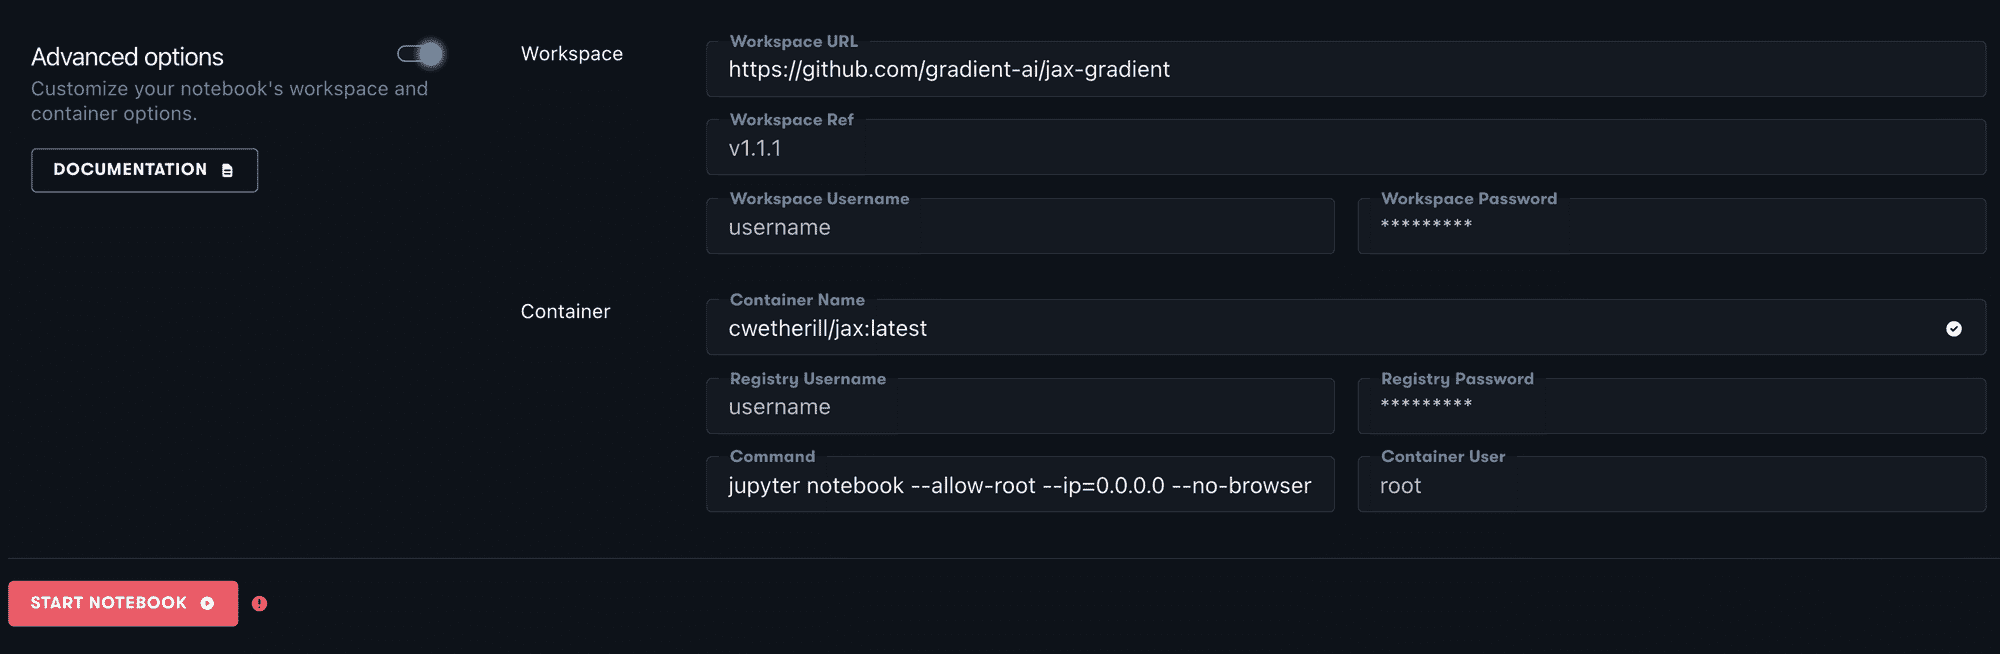 Advanced options
Customize your notebook's workspace and
container options.
DOCUMENTATION
Workspace
Workspace URL
https://github.com/gradient-ai/jax-gradient
Workspace Ref
v1.1.1
Workspace Username
username
Workspace Password
*********
Container
Container Name
cwetherill/jax:latest
Registry Username
username
Registry Password
*********
Command
jupyter notebook --allow-root --ip=0.0.0.0 --no-browser
Container User
root
START NOTEBOOK